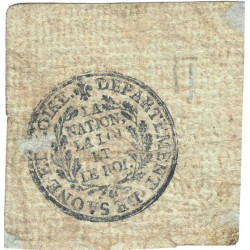 DEPARTEMENT DE SAONE ET LOIRE.
LA
NATION,
LA LOI
ET
LE ROI.